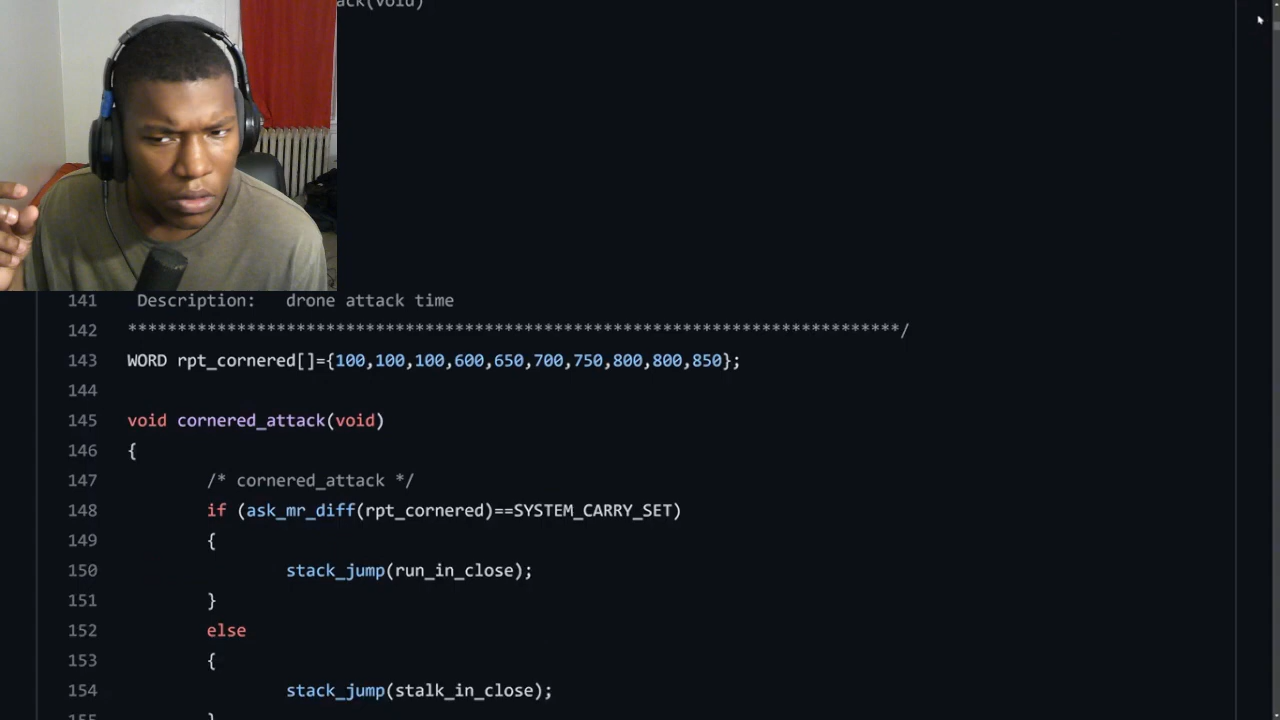 ack(void)
141 Description: drone attack time
142 ******************************************************************************/
143 WORD rpt_cornered[]={100,100,100,600,650,700,750,800,800,850};
144
145 void cornered_attack(void)
146 {
147 /* cornered_attack */
148 if (ask_mr_diff(rpt_cornered)==SYSTEM_CARRY_SET)
149 {
150 stack_jump(run_in_close);
151 }
152 else
153 {
154 stack_jump(stalk_in_close);
155 }